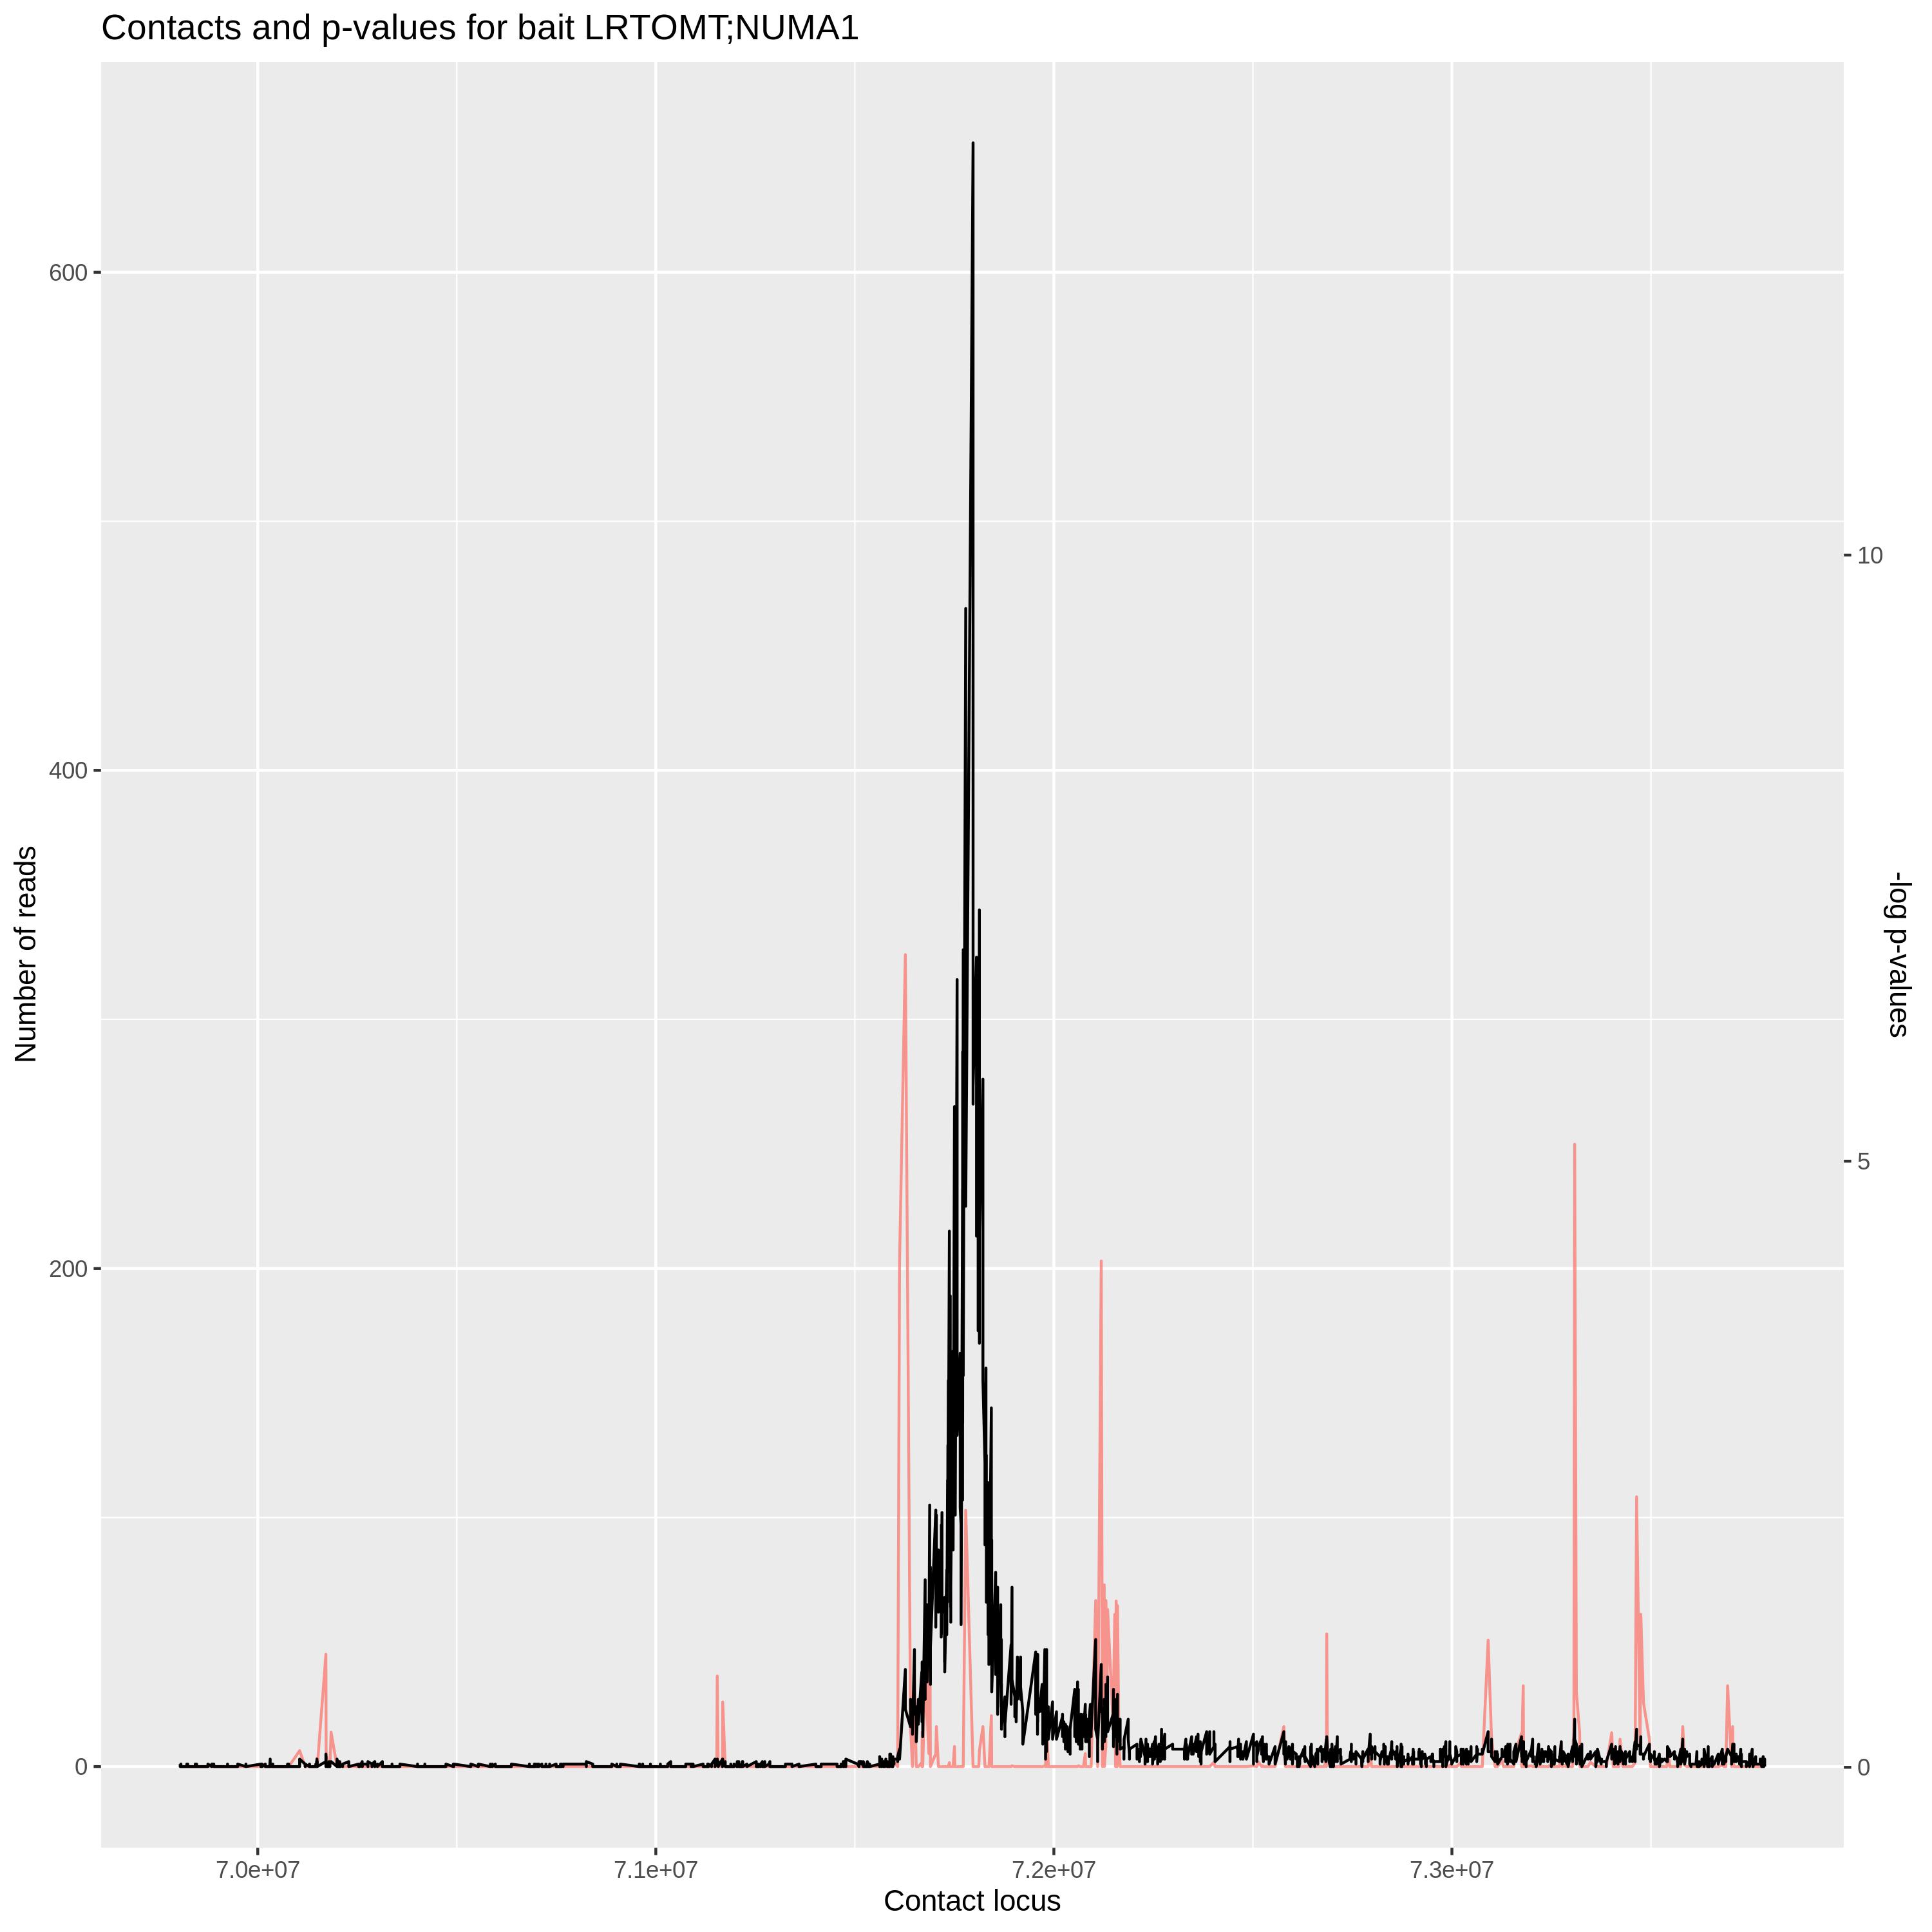 Contacts and p-values for bait LRTOMT;NUMA1
Number of reads
600
400
200
0
10
5
0
-log p-values
7.0e+07
7.1e+07
7.2e+07
7.3e+07
Contact locus